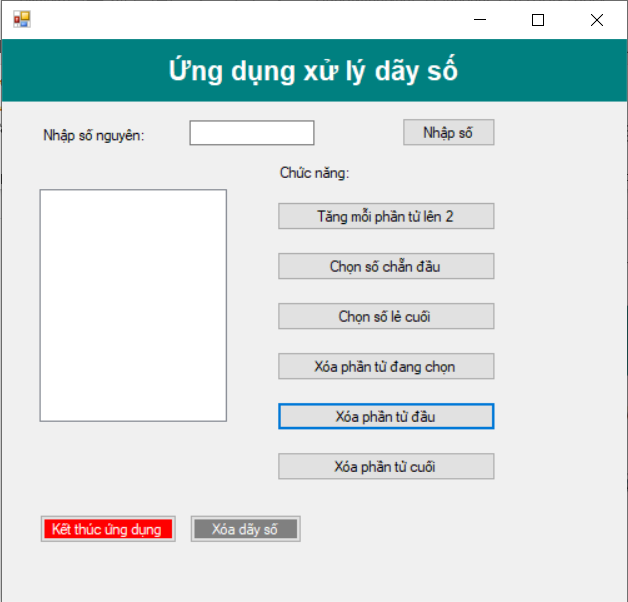 Ứng dụng xử lý dãy số
Nhập số nguyên:
Nhập số
Chức năng:
Tăng mỗi phần tử lên 2
Chọn số chẵn đầu
Chọn số lẻ cuối
Xóa phần tử đang chọn
Xóa phần tử đầu
Xóa phần tử cuối
Kết thúc ứng dụng
Xóa dãy số